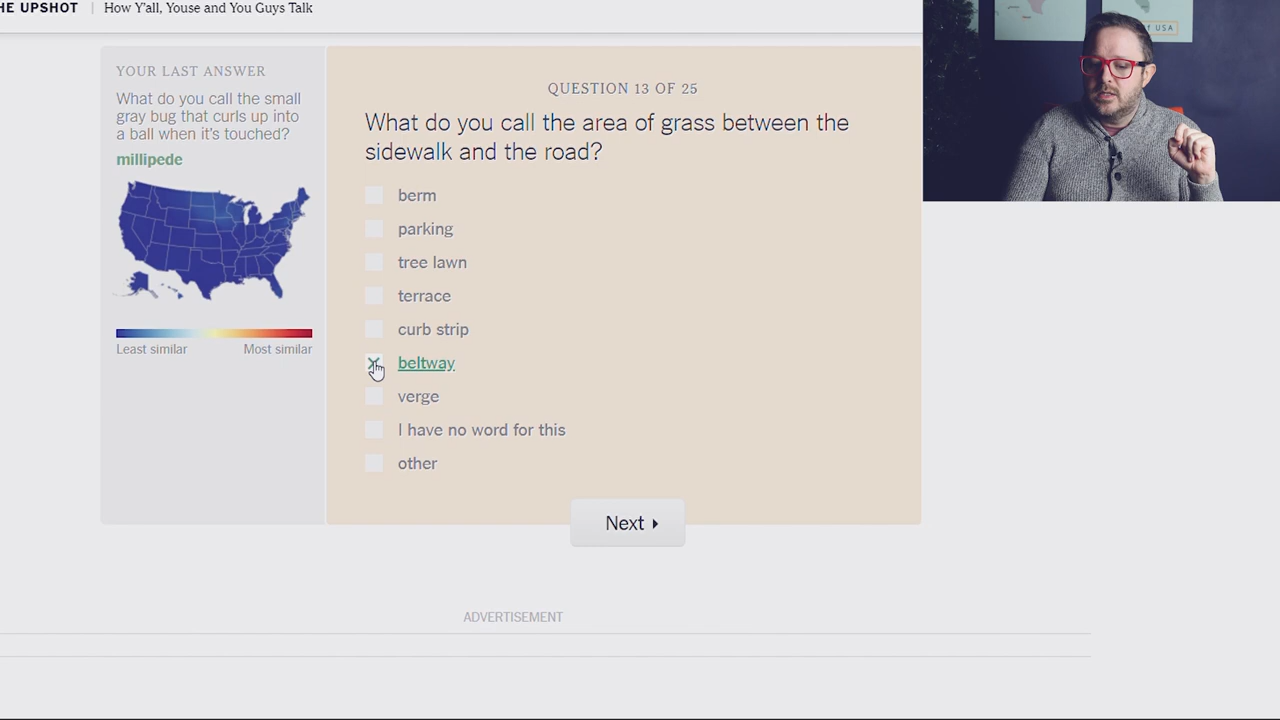 HE UPSHOT | How Y'all, Youse and You Guys Talk
OF USA
YOUR LAST ANSWER
What do you call the small
gray bug that curls up into
a ball when it's touched?
millipede
Least similar Most similar
QUESTION 13 OF 25
What do you call the area of grass between the
sidewalk and the road?
berm
parking
tree lawn
terrace
curb strip
beltway
verge
I have no word for this
other
Next
ADVERTISEMENT